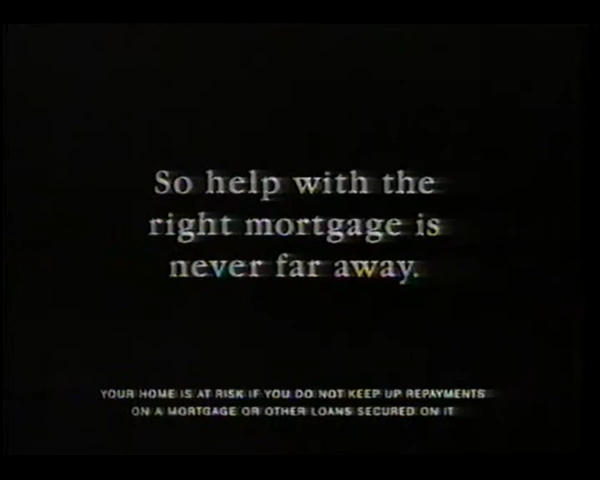 So help with the
right mortgage is
never far away.
YOUR HOME IS AT RISK IF YOU DO NOT KEEP UP REPAYMENTS
ON A MORTGAGE OR OTHER LOANS SECURED ON IT